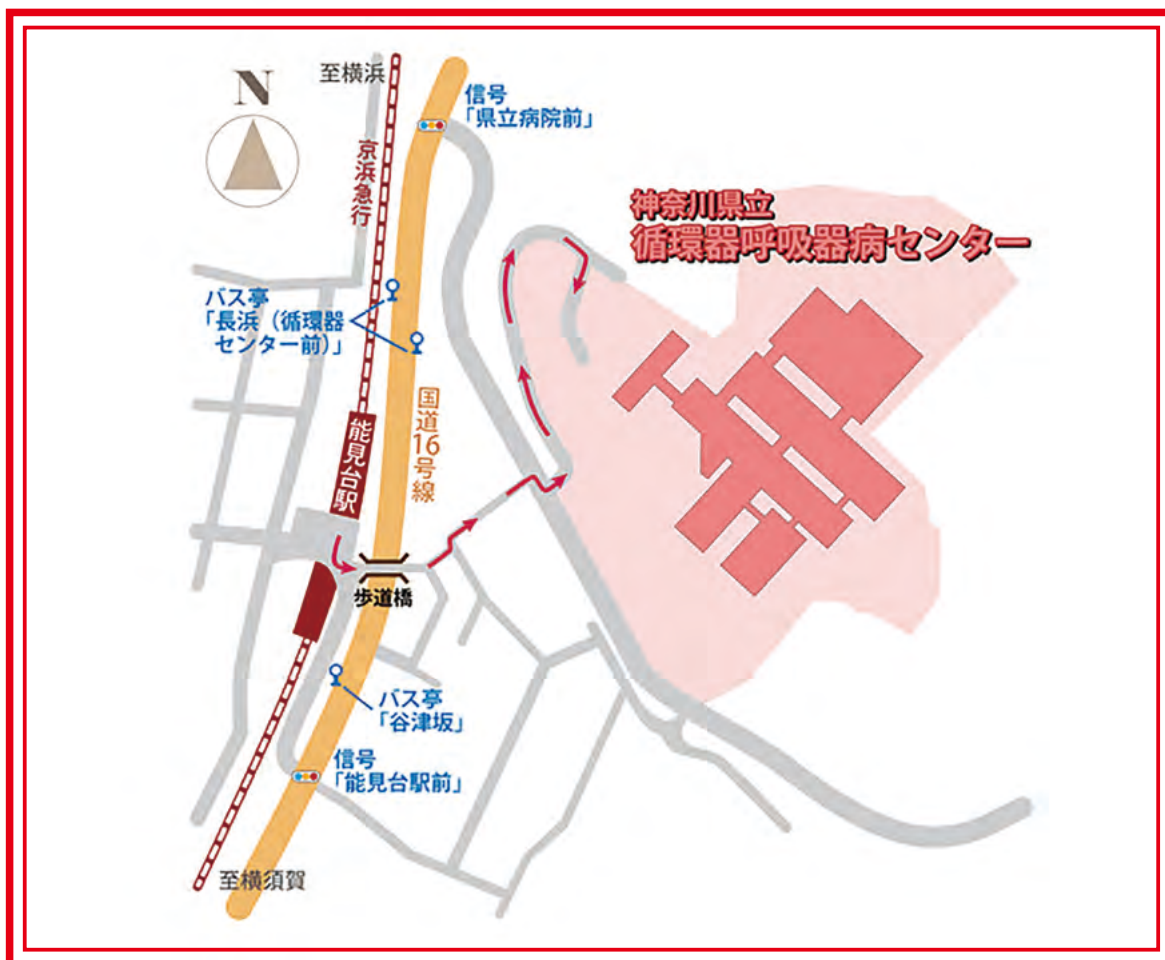 至横浜
N
信号
「県立病院前」
京浜急行
神奈川県立
循環器呼吸器病センター
バス亭
「長浜（循環器
センター前）」
国道16号線
能見台駅
歩道橋
バス亭
「谷津坂」
信号
「能見台駅前」
至横須賀